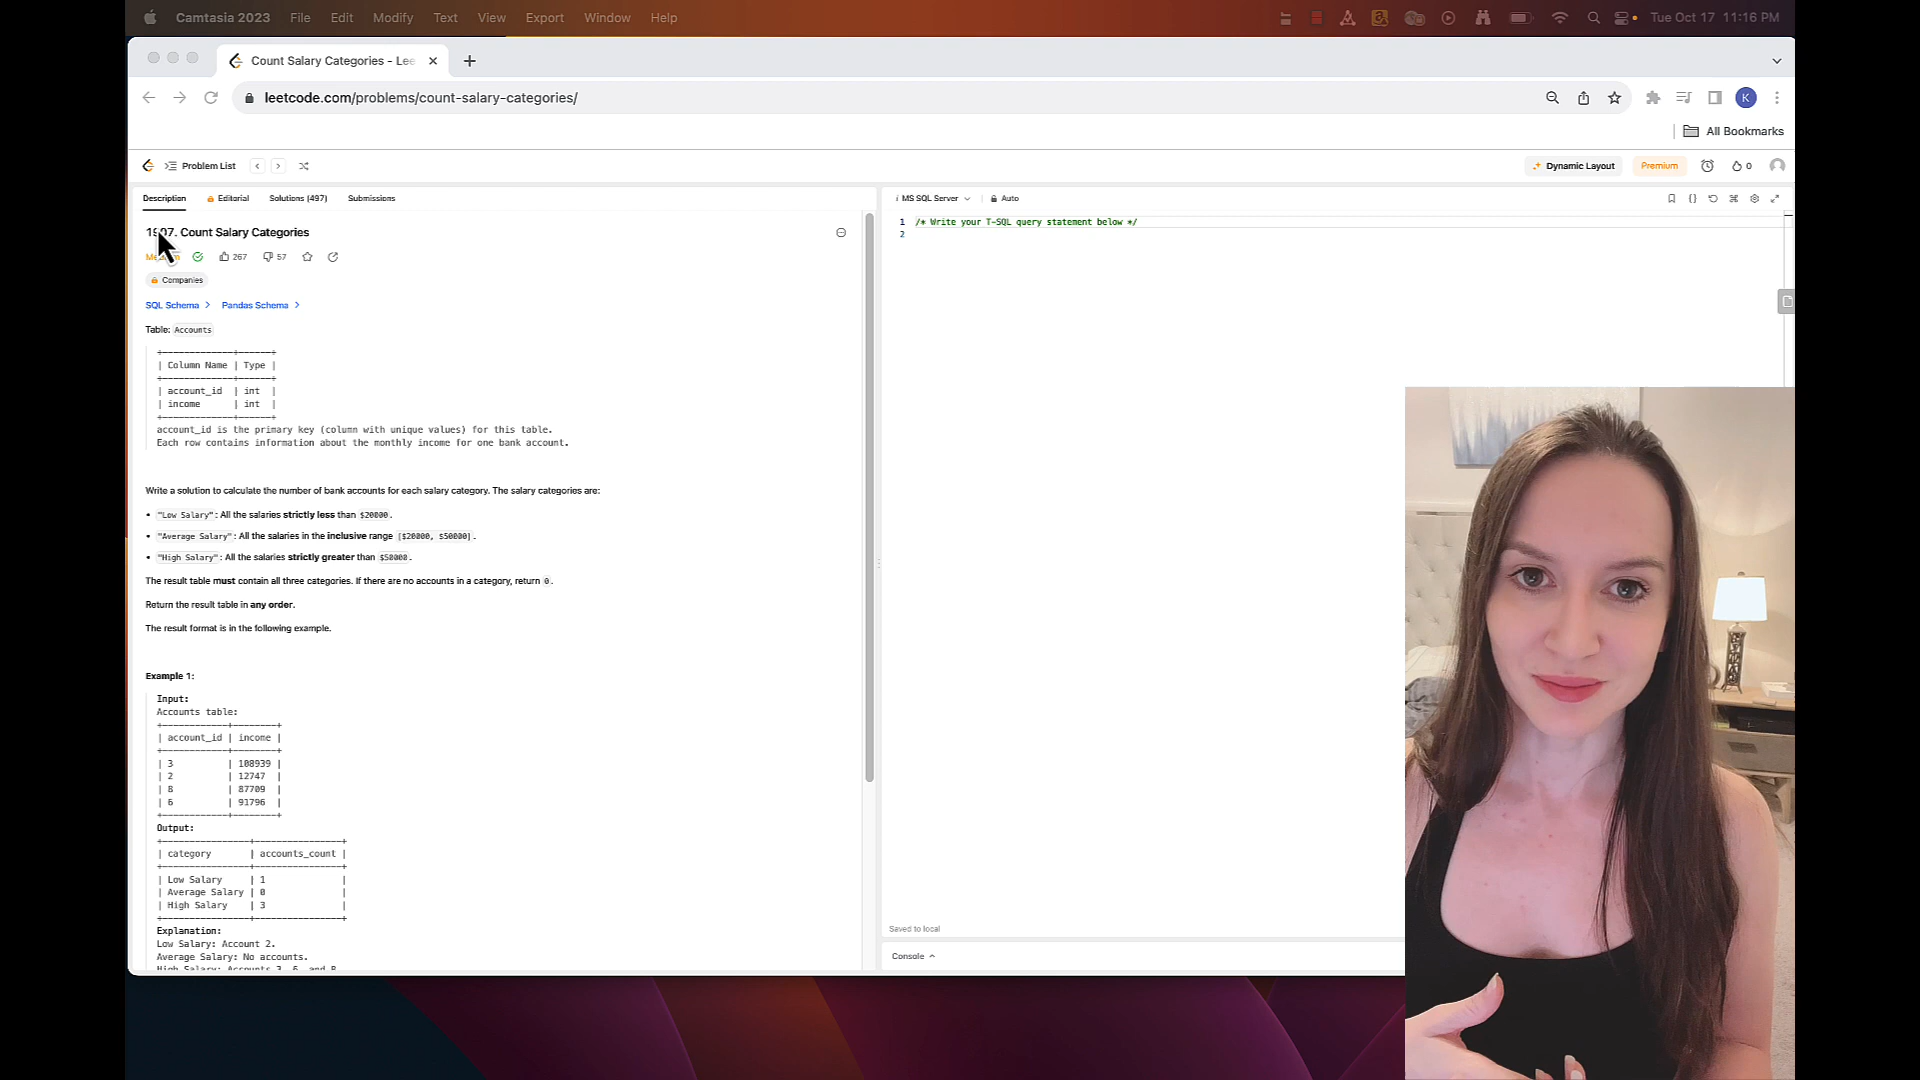 Camtasia 2023 File Edit Modify Text View Export Window Help Tue Oct 17 11:16 PM
Count Salary Categories - Lee
leetcode.com/problems/count-salary-categories/
K
All Bookmarks
Problem List
Dynamic Layout Premium 0
Description Editorial Solutions (497) Submissions
MS SQL Server Auto
1907. Count Salary Categories
267 57
Companies
SQL Schema > Pandas Schema >
Table: Accounts
+-------------+------+
| Column Name | Type |
+-------------+------+
| account_id | int |
| income | int |
+-------------+------+
account_id is the primary key (column with unique values) for this table.
Each row contains information about the monthly income for one bank account.
Write a solution to calculate the number of bank accounts for each salary category. The salary categories are:
• "Low Salary": All the salaries strictly less than $20000.
• "Average Salary": All the salaries in the inclusive range [$20000, $50000].
• "High Salary": All the salaries strictly greater than $50000.
The result table must contain all three categories. If there are no accounts in a category, return 0.
Return the result table in any order.
The result format is in the following example.
Example 1:
Input:
Accounts table:
+------------+--------+
| account_id | income |
+------------+--------+
| 3 | 108939 |
| 2 | 12747 |
| 8 | 87709 |
| 6 | 91796 |
+------------+--------+
Output:
+----------------+----------------+
| category | accounts_count |
+----------------+----------------+
| Low Salary | 1 |
| Average Salary | 0 |
| High Salary | 3 |
+----------------+----------------+
Explanation:
Low Salary: Account 2.
Average Salary: No accounts.
High Salary: Accounts 3, 6, and 8.
1 /* Write your T-SQL query statement below */
2
Saved to local
Console